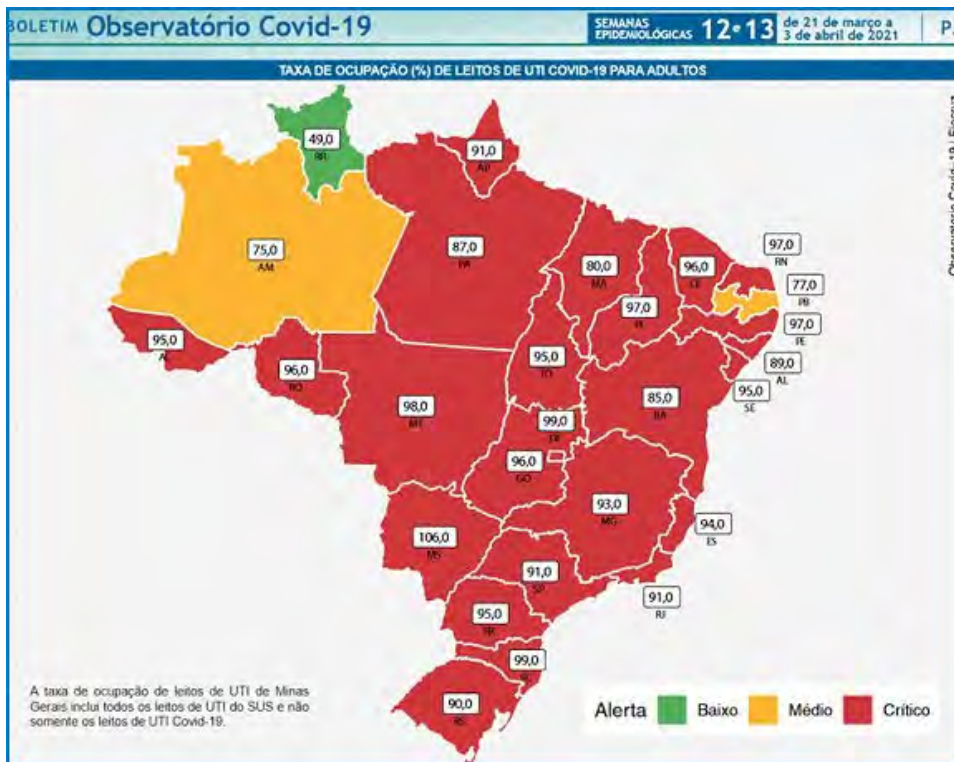 BOLETIM Observatório Covid-19
SEMANAS
EPIDEMIOLÓGICAS 12 e 13
de 21 de março a
3 de abril de 2021
TAXA DE OCUPAÇÃO (%) DE LEITOS DE UTI COVID-19 PARA ADULTOS
49,0
RR
91,0
AP
75,0
AM
87,0
PA
80,0
MA
96,0
CE
97,0
RN
77,0
PB
97,0
PI
97,0
PE
95,0
AC
89,0
AL
95,0
TO
95,0
SE
96,0
RO
98,0
MT
85,0
BA
99,0
DF
96,0
GO
93,0
MG
94,0
ES
106,0
MS
91,0
SP
91,0
RJ
95,0
PR
99,0
SC
90,0
RS
A taxa de ocupação de leitos de UTI de Minas
Gerais inclui todos os leitos de UTI do SUS e não
somente os leitos de UTI Covid-19.
Alerta Baixo Médio Crítico